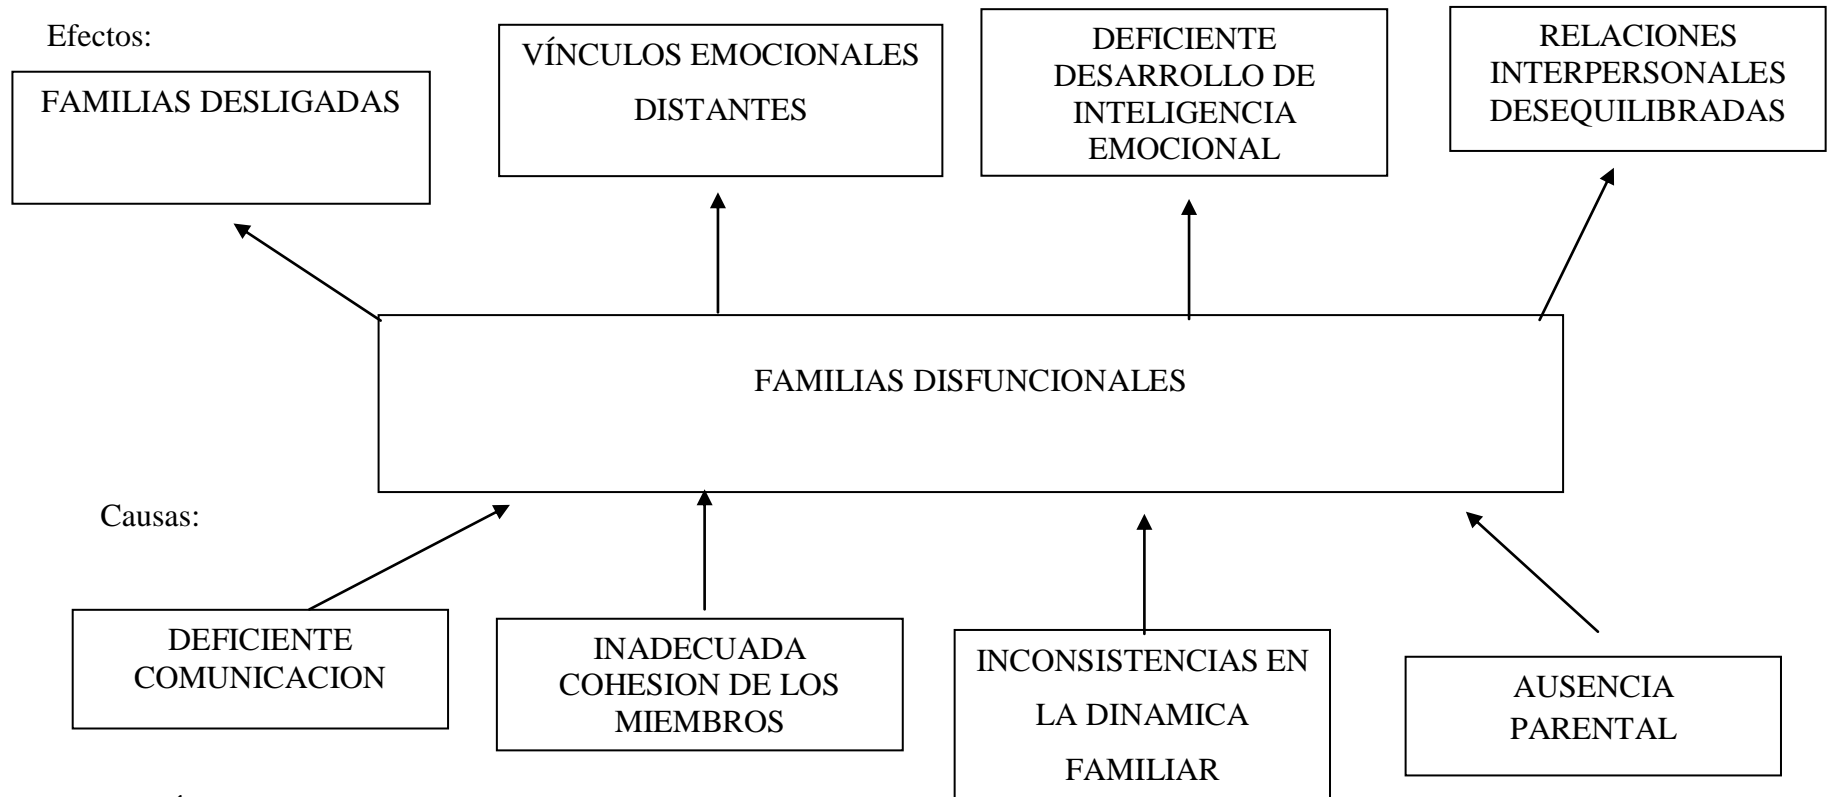 Efectos:
FAMILIAS DESLIGADAS
VÍNCULOS EMOCIONALES
DISTANTES
DEFICIENTE
DESARROLLO DE
INTELIGENCIA
EMOCIONAL
RELACIONES
INTERPERSONALES
DESEQUILIBRADAS
FAMILIAS DISFUNCIONALES
Causas:
DEFICIENTE
COMUNICACION
INADECUADA
COHESION DE LOS
MIEMBROS
INCONSISTENCIAS EN
LA DINAMICA
FAMILIAR
AUSENCIA
PARENTAL